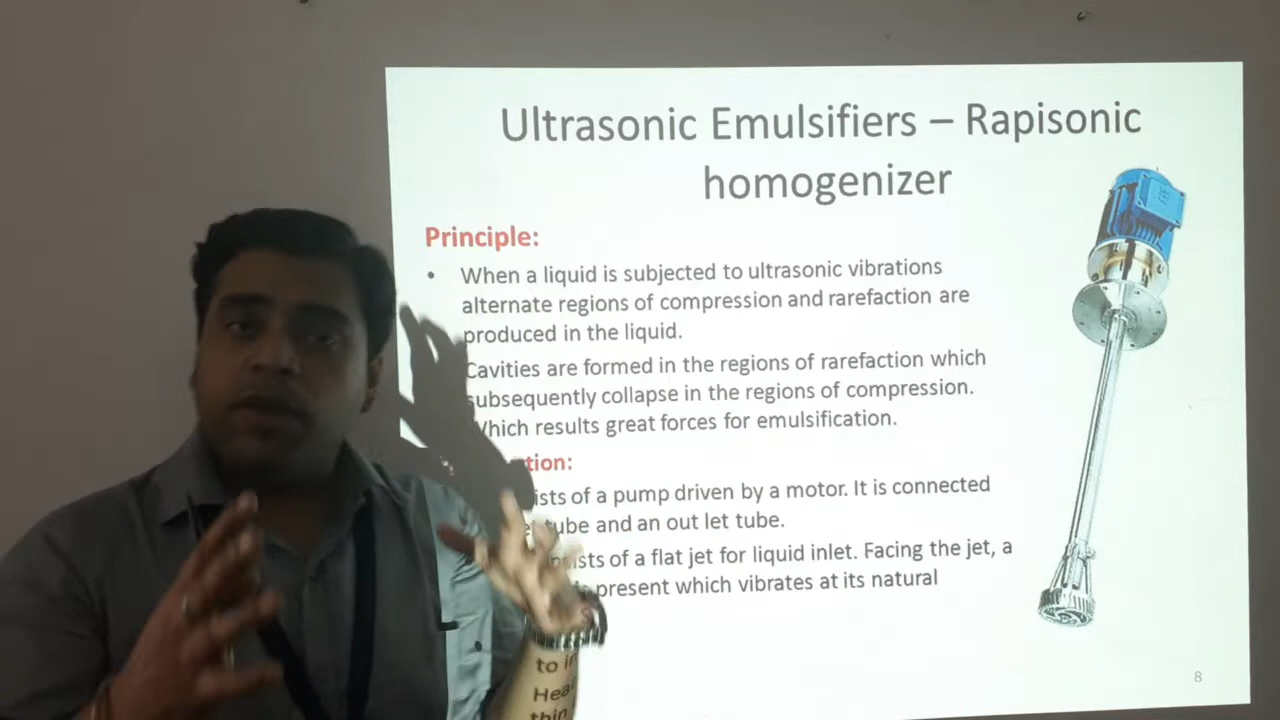 Ultrasonic Emulsifiers – Rapisonic
homogenizer
Principle:
• When a liquid is subjected to ultrasonic vibrations
alternate regions of compression and rarefaction are
produced in the liquid.
Cavities are formed in the regions of rarefaction which
subsequently collapse in the regions of compression.
Which results great forces for emulsification.
tion:
ists of a pump driven by a motor. It is connected
tube and an out let tube.
sists of a flat jet for liquid inlet. Facing the jet, a
present which vibrates at its natural
to
thin
8